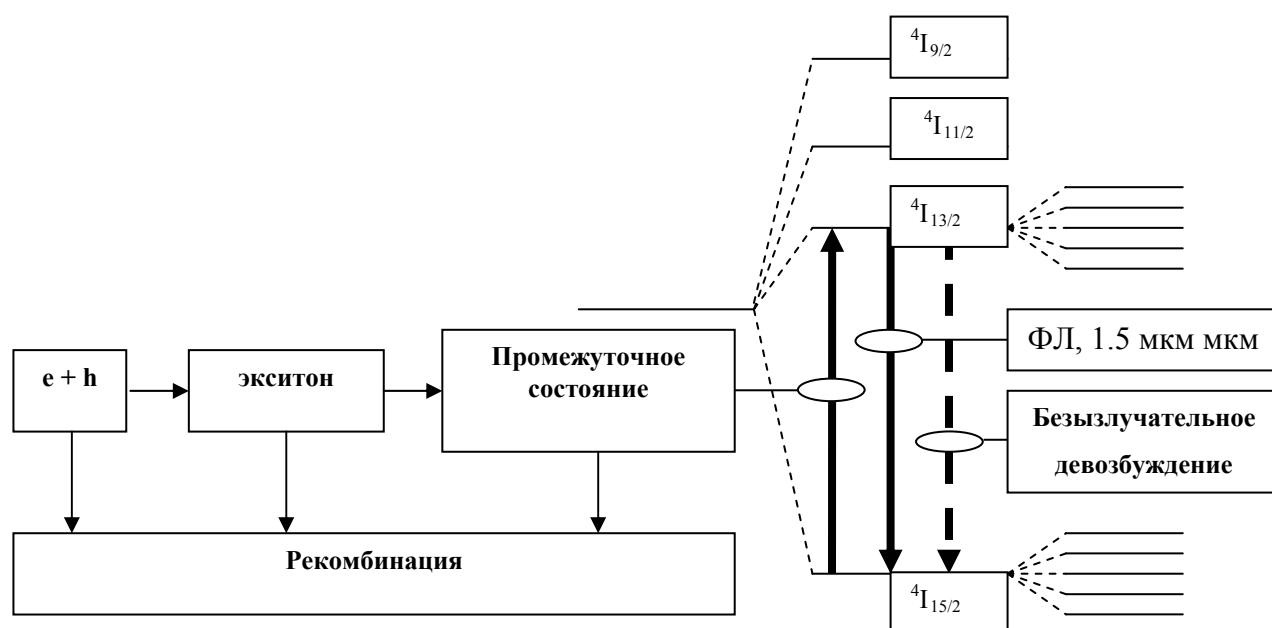 ⁴I₉/₂
⁴I₁₁/₂
⁴I₁₃/₂
ФЛ, 1.5 мкм мкм
Промежуточное
состояние
e + h
экситон
Безызлучательное
девозбуждение
Рекомбинация
⁴I₁₅/₂